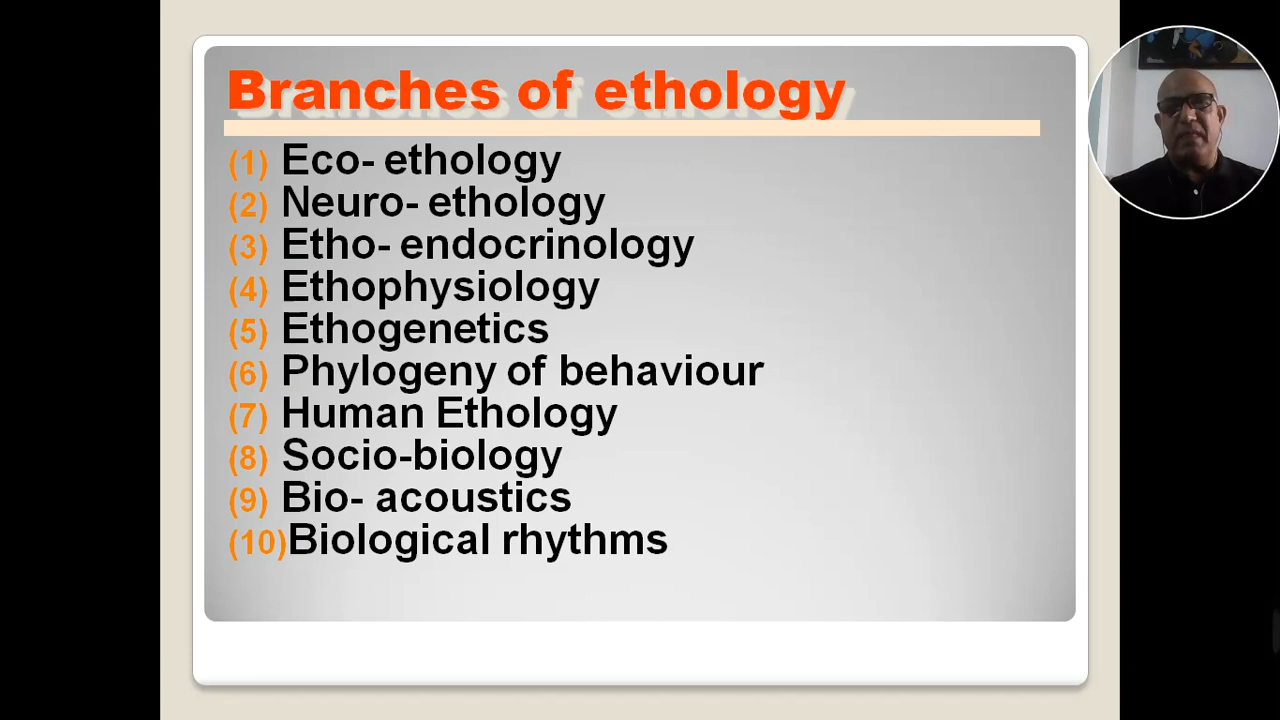 Branches of ethology
(1) Eco- ethology
(2) Neuro- ethology
(3) Etho- endocrinology
(4) Ethophysiology
(5) Ethogenetics
(6) Phylogeny of behaviour
(7) Human Ethology
(8) Socio-biology
(9) Bio- acoustics
(10)Biological rhythms